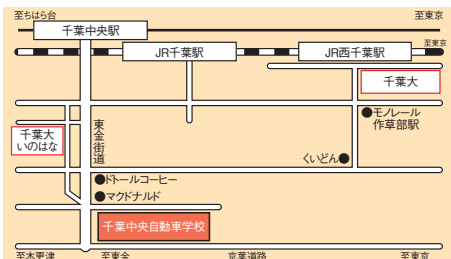 至ちはら台
至東京
千葉中央駅
JR千葉駅
JR西千葉駅
至東京
千葉大
●モノレール
作草部駅
千葉大
いのはな
東金街道
くいどん●
●ドトールコーヒー
●マクドナルド
千葉中央自動車学校
至木更津
至東金
京葉道路
至東京